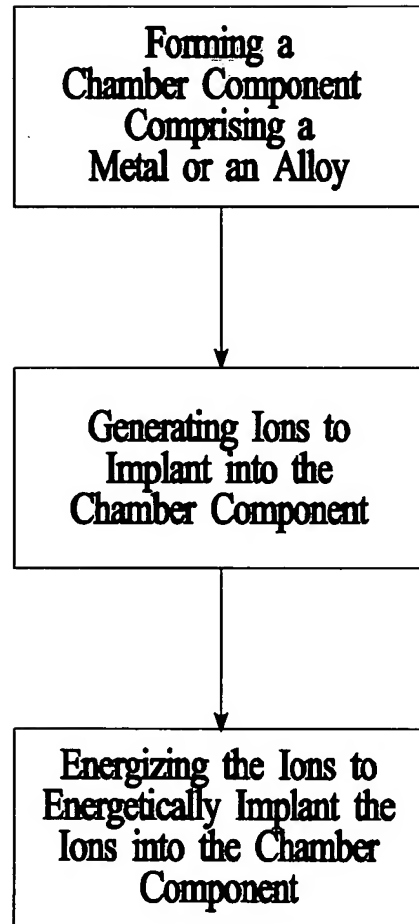 Forming a
Chamber Component
Comprising a
Metal or an Alloy
Generating Ions to
Implant into the
Chamber Component
Energizing the Ions to
Energetically Implant the
Ions into the Chamber
Component